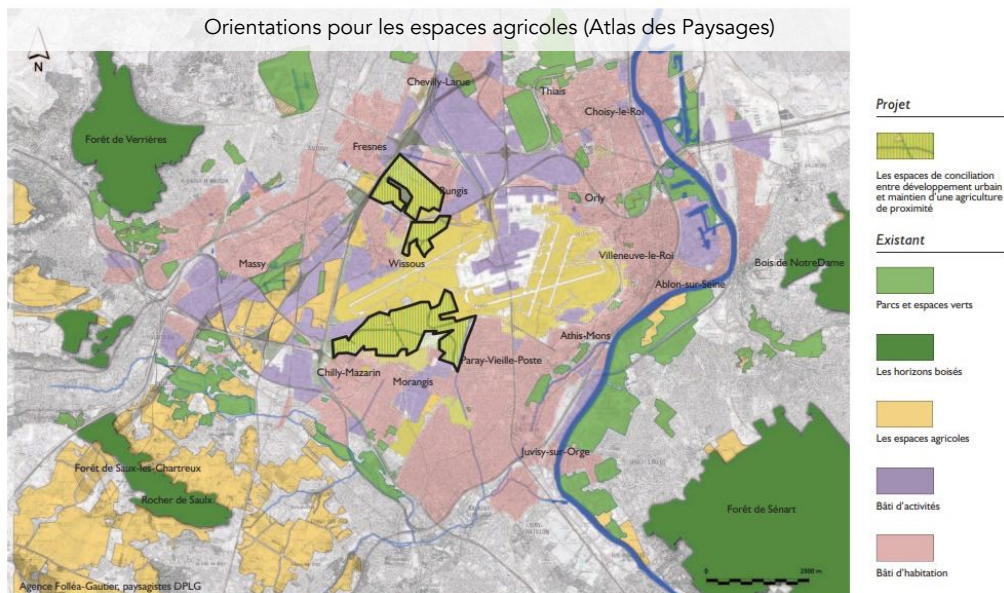 Orientations pour les espaces agricoles (Atlas des Paysages)
N
Chevilly-Larue
Thiais
Choisy-le-Roi
Forêt de Verrières
Fresnes
Rungis
Orly
Massy
Wissous
Villeneuve-le-Roi
Bois de NotreDame
Ablon-sur-Seine
Athis-Mons
Paray-Vieille-Poste
Chilly-Mazarin
Morangis
Juvisy-sur-Orge
Forêt de Saux-les-Chartreux
Rocher de Saulx
Forêt de Sénart
Agence Folléa-Gautier, paysagistes DPLG
0
2500 m
Projet
Les espaces de conciliation
entre développement urbain
et maintien d'une agriculture
de proximité
Existant
Parcs et espaces verts
Les horizons boisés
Les espaces agricoles
Bâti d'activités
Bâti d'habitation